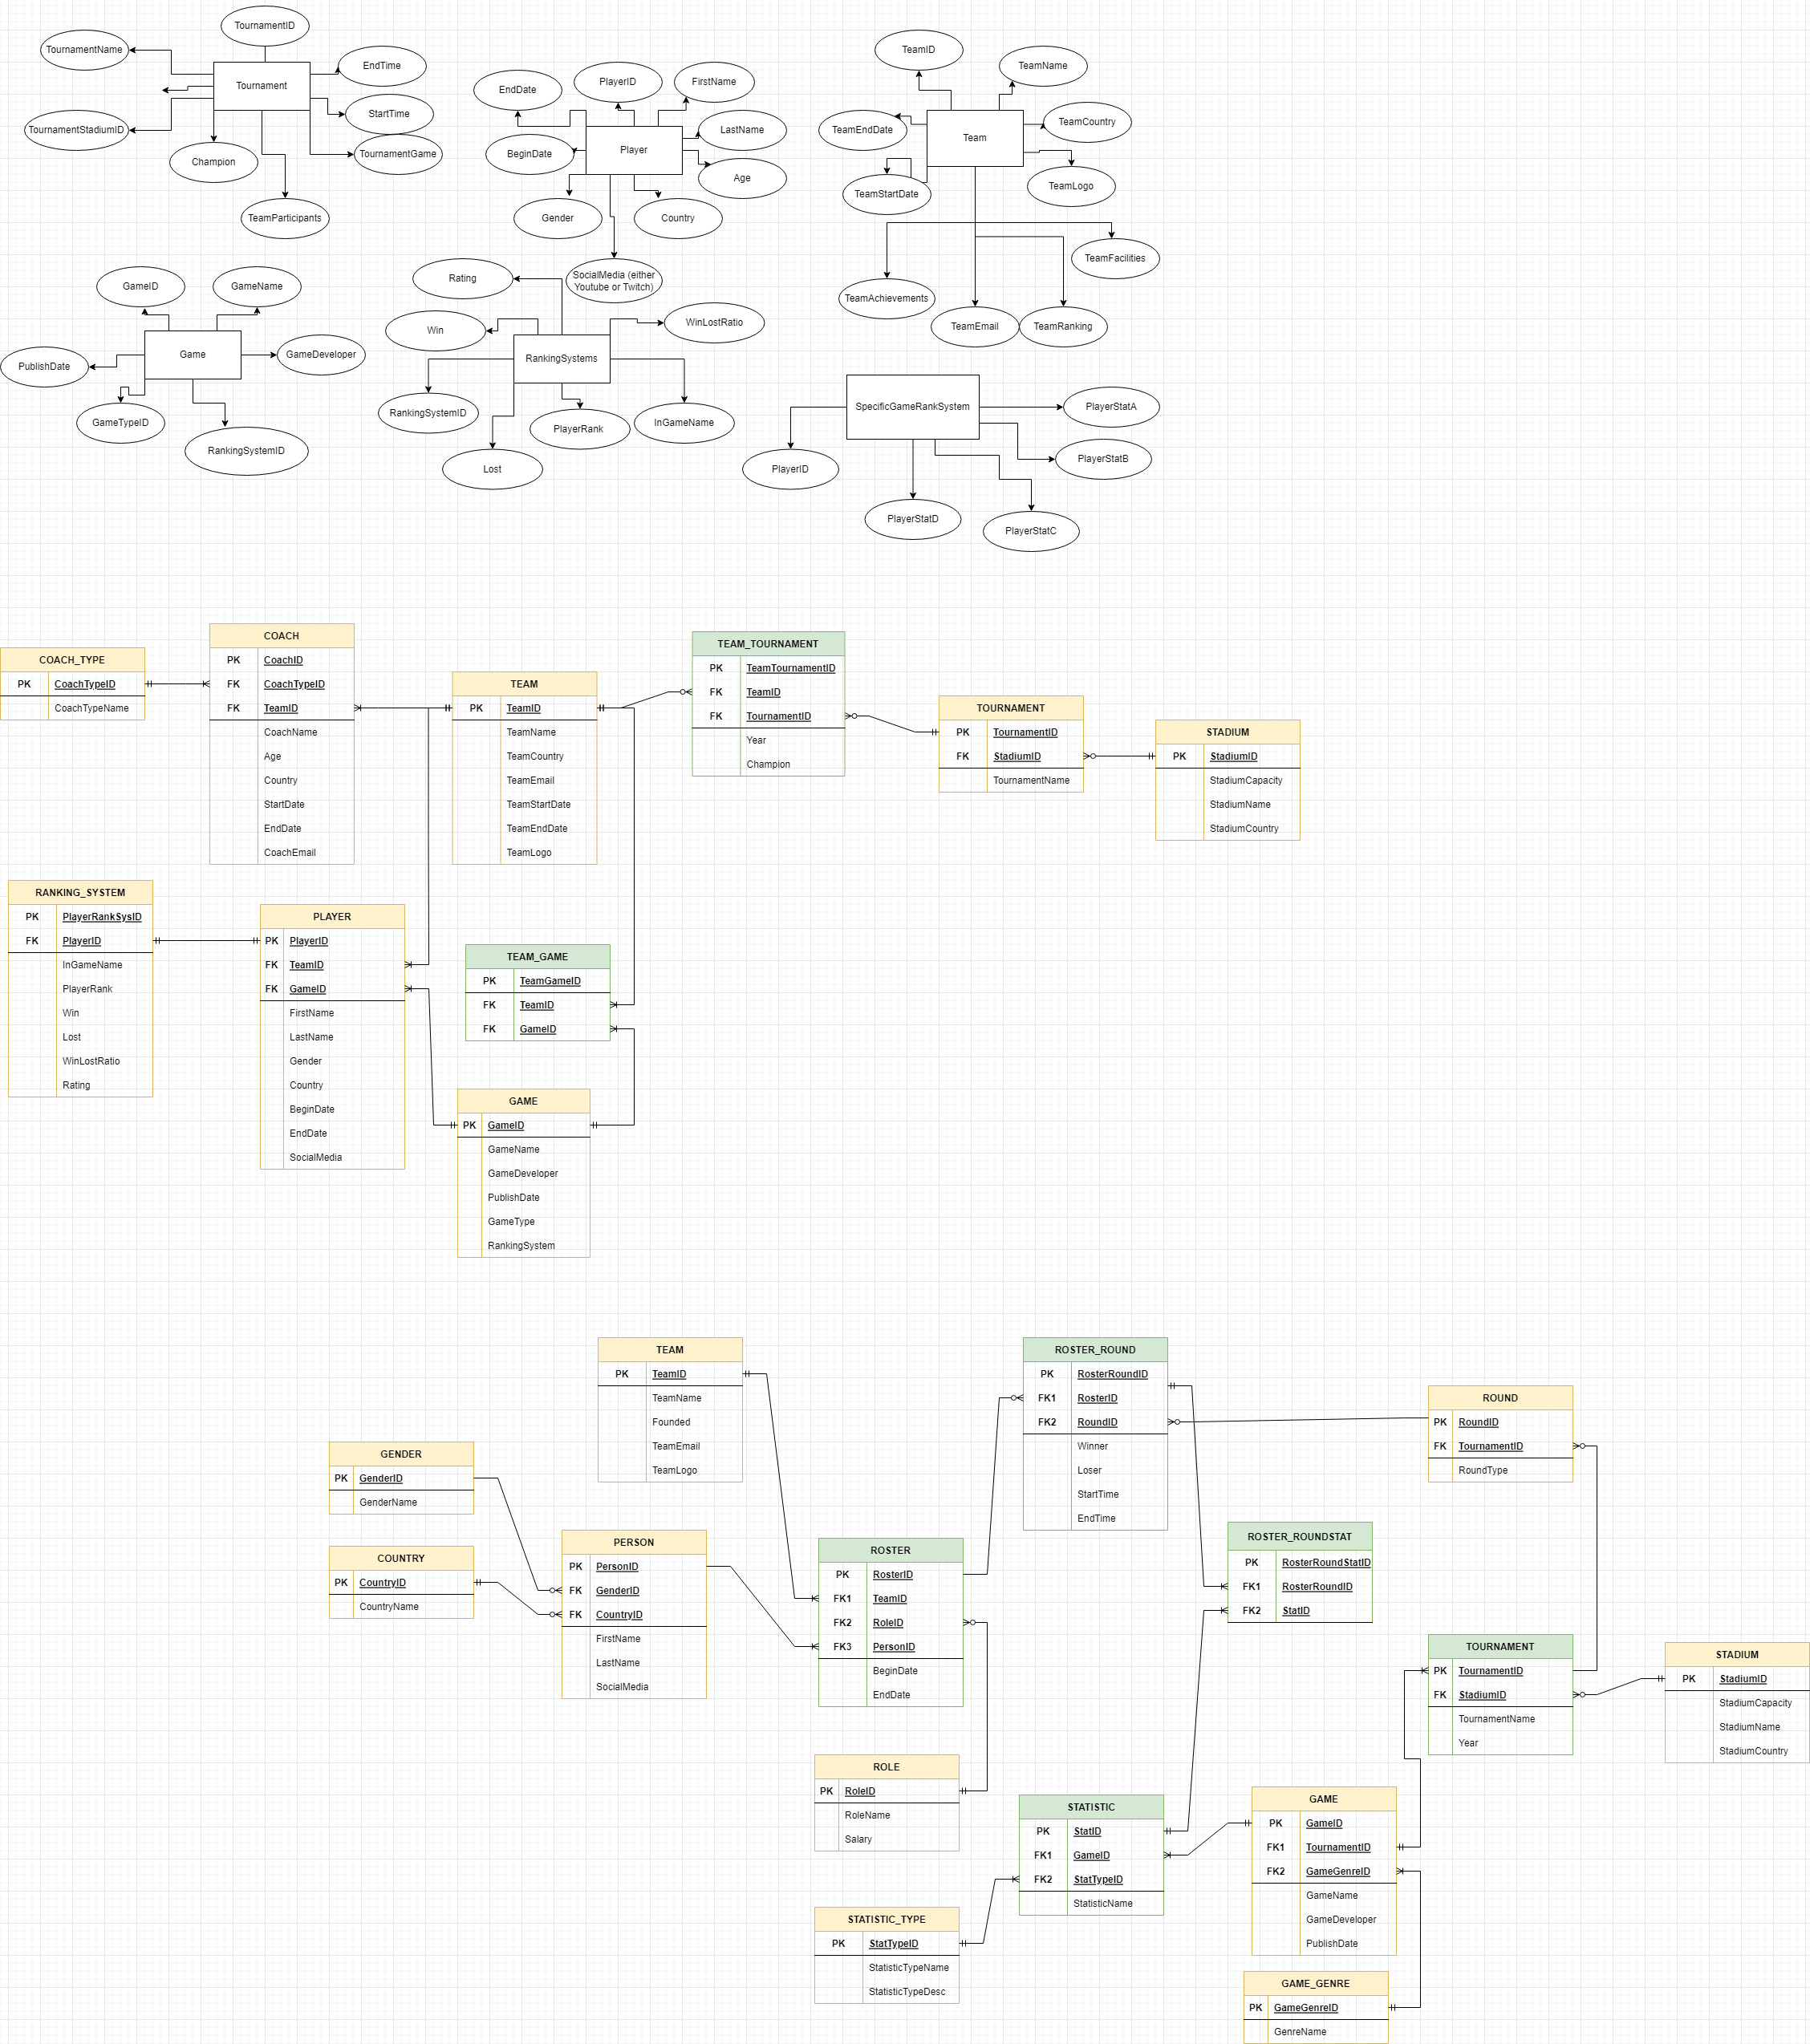 TournamentID
TournamentName
EndTime
Tournament
StartTime
TournamentStadiumID
TournamentGame
Champion
TeamParticipants
EndDate
PlayerID
FirstName
LastName
BeginDate
Player
Age
Gender
Country
SocialMedia (either
Youtube or Twitch)
TeamID
TeamName
TeamEndDate
Team
TeamCountry
TeamStartDate
TeamLogo
TeamFacilities
TeamAchievements
TeamEmail
TeamRanking
GameID
GameName
Game
GameDeveloper
PublishDate
GameTypeID
RankingSystemID
Rating
Win
WinLostRatio
RankingSystems
RankingSystemID
PlayerRank
InGameName
Lost
SpecificGameRankSystem
PlayerStatA
PlayerStatB
PlayerID
PlayerStatD
PlayerStatC
COACH_TYPE
PK CoachTypeID
CoachTypeName
COACH
PK CoachID
FK CoachTypeID
FK TeamID
CoachName
Age
Country
StartDate
EndDate
CoachEmail
TEAM
PK TeamID
TeamName
TeamCountry
TeamEmail
TeamStartDate
TeamEndDate
TeamLogo
TEAM_TOURNAMENT
PK TeamTournamentID
FK TeamID
FK TournamentID
Year
Champion
TOURNAMENT
PK TournamentID
FK StadiumID
TournamentName
STADIUM
PK StadiumID
StadiumCapacity
StadiumName
StadiumCountry
RANKING_SYSTEM
PK PlayerRankSysID
FK PlayerID
InGameName
PlayerRank
Win
Lost
WinLostRatio
Rating
PLAYER
PK PlayerID
FK TeamID
FK GameID
FirstName
LastName
Gender
Country
BeginDate
EndDate
SocialMedia
TEAM_GAME
PK TeamGameID
FK TeamID
FK GameID
GAME
PK GameID
GameName
GameDeveloper
PublishDate
GameType
RankingSystem
TEAM
PK TeamID
TeamName
Founded
TeamEmail
TeamLogo
ROSTER_ROUND
PK RosterRoundID
FK1 RosterID
FK2 RoundID
Winner
Loser
StartTime
EndTime
ROUND
PK RoundID
FK TournamentID
RoundType
GENDER
PK GenderID
GenderName
COUNTRY
PK CountryID
CountryName
PERSON
PK PersonID
FK GenderID
FK CountryID
FirstName
LastName
SocialMedia
ROSTER
PK RosterID
FK1 TeamID
FK2 RoleID
FK3 PersonID
BeginDate
EndDate
ROSTER_ROUNDSTAT
PK RosterRoundStatID
FK1 RosterRoundID
FK2 StatID
TOURNAMENT
PK TournamentID
FK StadiumID
TournamentName
Year
STADIUM
PK StadiumID
StadiumCapacity
StadiumName
StadiumCountry
ROLE
PK RoleID
RoleName
Salary
STATISTIC
PK StatID
FK1 GameID
FK2 StatTypeID
StatisticName
GAME
PK GameID
FK1 TournamentID
FK2 GameGenreID
GameName
GameDeveloper
PublishDate
STATISTIC_TYPE
PK StatTypeID
StatisticTypeName
StatisticTypeDesc
GAME_GENRE
PK GameGenreID
GenreName